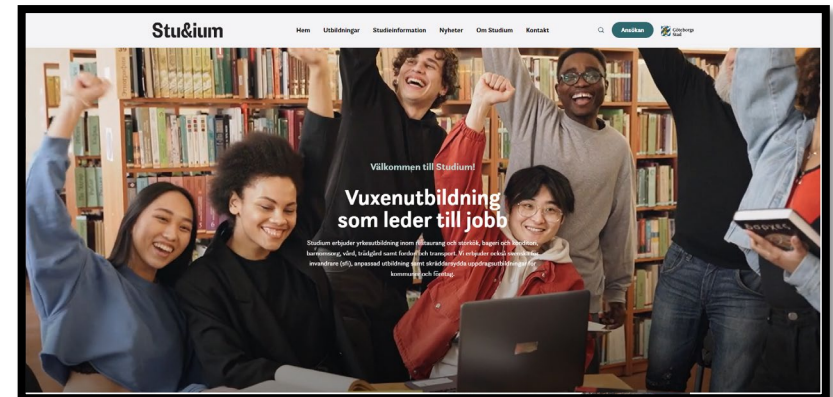 Stu&ium
Hem Utbildningar Studieinformation Nyheter Om Studium Kontakt
Ansökan
Göteborgs
Stad
Välkommen till Studium!
Vuxenutbildning
som leder till jobb
Studium erbjuder yrkesutbildning inom restaurang och storkök, bageri och konditori,
barnomsorg, vård, trädgård samt fordon och transport. Vi erbjuder också svenska för
invandrare (sfi), anpassad utbildning samt skräddarsydda uppdragsutbildningar för
kommuner och företag.